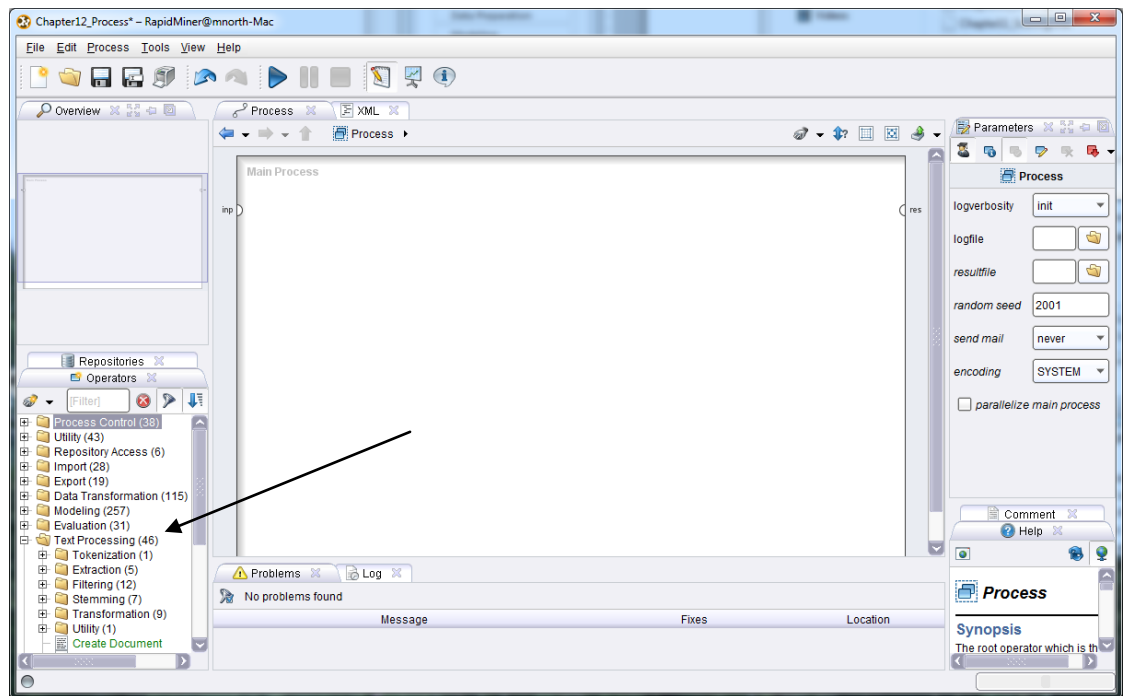 Chapter12_Process* – RapidMiner@mnorth-Mac
File Edit Process Tools View Help
Overview
Process
XML
Process
Main Process
inp
res
Repositories
Operators
[Filter]
Process Control (38)
Utility (43)
Repository Access (6)
Import (28)
Export (19)
Data Transformation (115)
Modeling (257)
Evaluation (31)
Text Processing (46)
Tokenization (1)
Extraction (5)
Filtering (12)
Stemming (7)
Transformation (9)
Utility (1)
Create Document
Problems
Log
No problems found
Message Fixes Location
Parameters
Process
logverbosity init
logfile
resultfile
random seed 2001
send mail never
encoding SYSTEM
parallelize main process
Comment
Help
Process
Synopsis
The root operator which is th